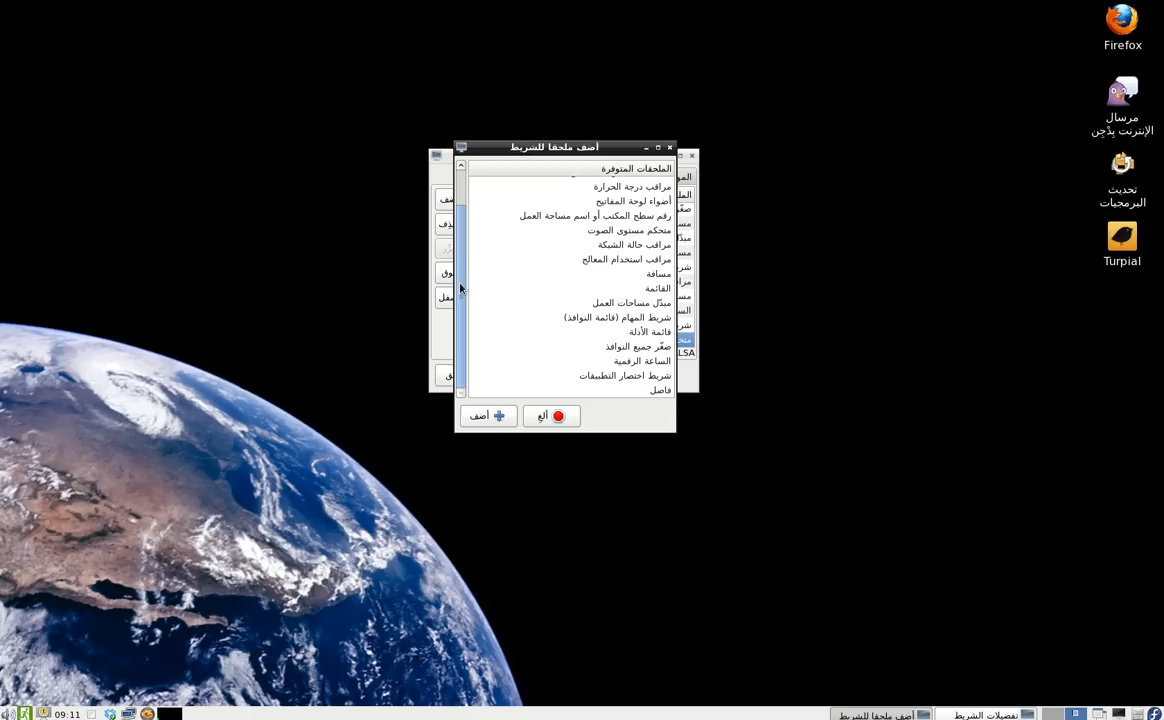 Firefox
مرسال
الإنترنت پِدْجِن
تحديث
البرمجيات
Turpial
أضف ملحقا للشريط
الملحقات المتوفرة
مراقب درجة الحرارة
أضواء لوحة المفاتيح
رقم سطح المكتب أو اسم مساحة العمل
متحكم مستوى الصوت
مراقب حالة الشبكة
مراقب استخدام المعالج
مسافة
القائمة
مبدّل مساحات العمل
شريط المهام (قائمة النوافذ)
قائمة الأدلة
صغّر جميع النوافذ
الساعة الرقمية
شريط اختصار التطبيقات
فاصل
ألغ
أضف
تفصيلات الشريط
أضف ملحقا للشريط
09:11